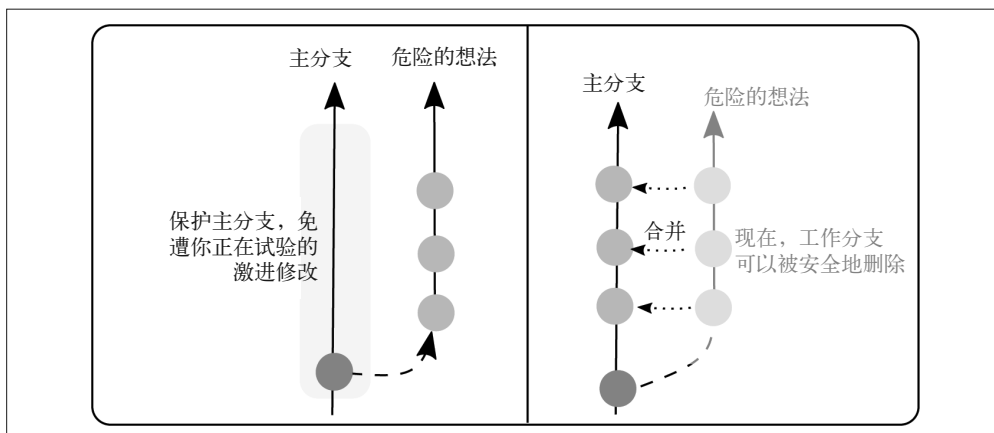 主分支
危险的想法
保护主分支，免
遭你正在试验的
激进修改
主分支
危险的想法
合并
现在，工作分支
可以被安全地删除